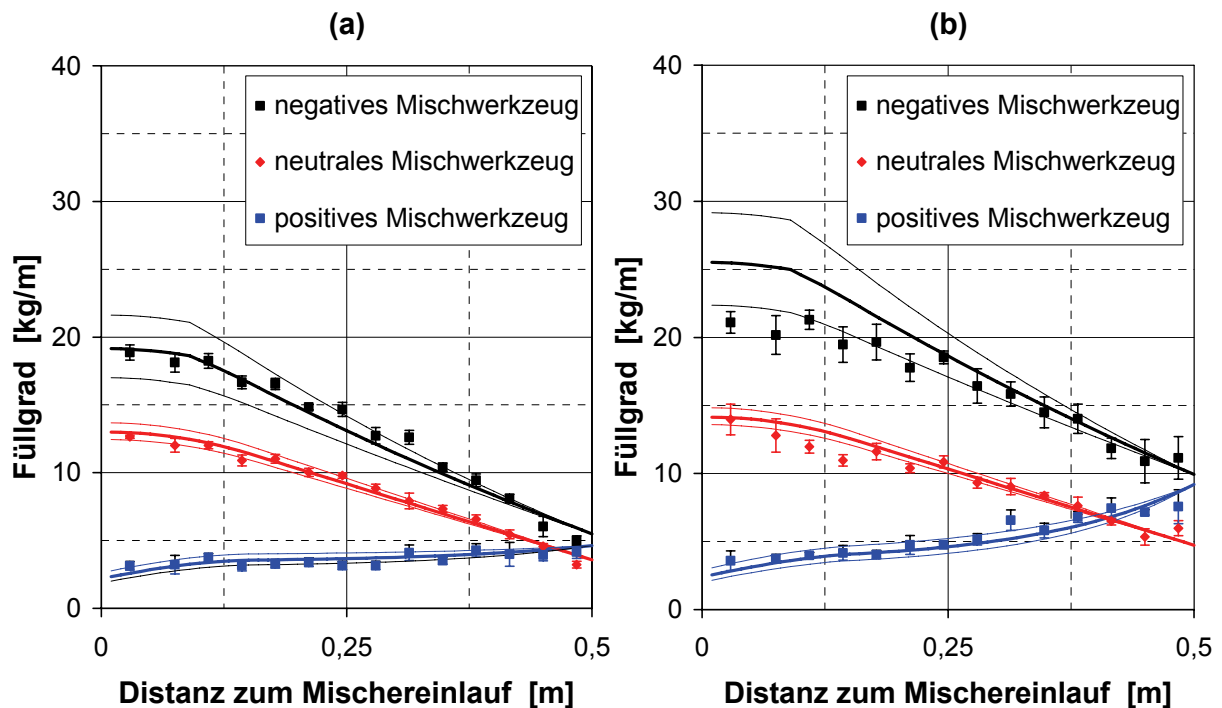 (a)
Füllgrad [kg/m]
40
30
20
10
0
negatives Mischwerkzeug
neutrales Mischwerkzeug
positives Mischwerkzeug
0
0,25
0,5
Distanz zum Mischereinlauf [m]
(b)
Füllgrad [kg/m]
40
30
20
10
0
negatives Mischwerkzeug
neutrales Mischwerkzeug
positives Mischwerkzeug
0
0,25
0,5
Distanz zum Mischereinlauf [m]